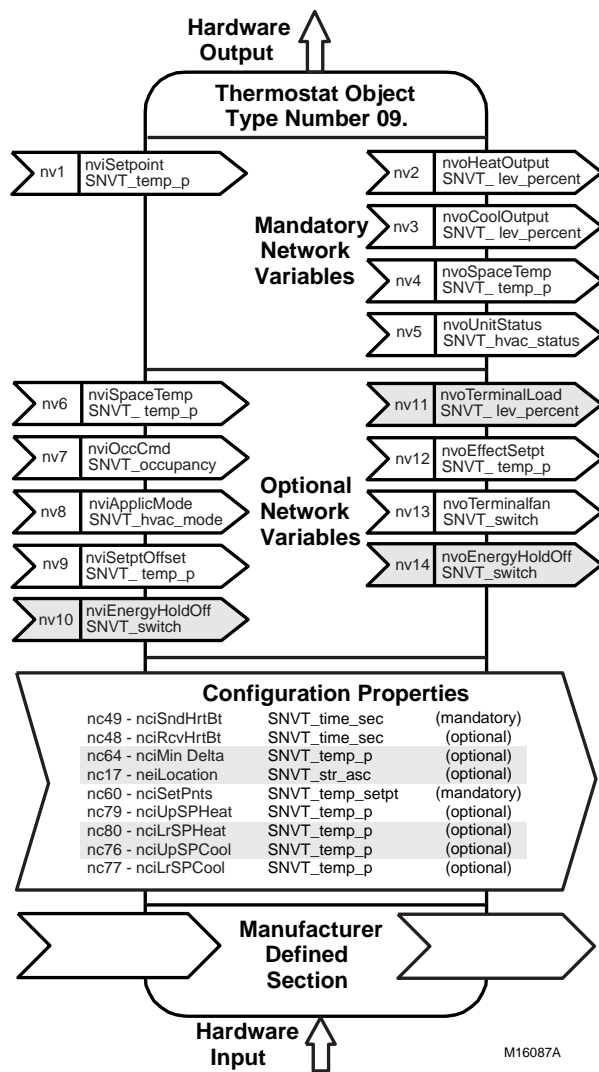 Hardware
Output
Thermostat Object
Type Number 09.
nv1
nviSetpoint
SNVT_temp_p
nv2
nvoHeatOutput
SNVT_ lev_percent
nv3
nvoCoolOutput
SNVT_ lev_percent
Mandatory
Network
Variables
nv4
nvoSpaceTemp
SNVT_ temp_p
nv5
nvoUnitStatus
SNVT_hvac_status
nv6
nviSpaceTemp
SNVT_ temp_p
nv7
nviOccCmd
SNVT_occupancy
nv8
nviApplicMode
SNVT_hvac_mode
nv9
nviSetptOffset
SNVT_ temp_p
nv10
nviEnergyHoldOff
SNVT_switch
Optional
Network
Variables
nv11
nvoTerminalLoad
SNVT_ lev_percent
nv12
nvoEffectSetpt
SNVT_ temp_p
nv13
nvoTerminalfan
SNVT_switch
nv14
nvoEnergyHoldOff
SNVT_switch
Configuration Properties
nc49 - nciSndHrtBt SNVT_time_sec (mandatory)
nc48 - nciRcvHrtBt SNVT_time_sec (optional)
nc64 - nciMin Delta SNVT_temp_p (optional)
nc17 - neiLocation SNVT_str_asc (optional)
nc60 - nciSetPnts SNVT_temp_setpt (mandatory)
nc79 - nciUpSPHeat SNVT_temp_p (optional)
nc80 - nciLrSPHeat SNVT_temp_p (optional)
nc76 - nciUpSPCool SNVT_temp_p (optional)
nc77 - nciLrSPCool SNVT_temp_p (optional)
Manufacturer
Defined
Section
Hardware
Input
M16087A